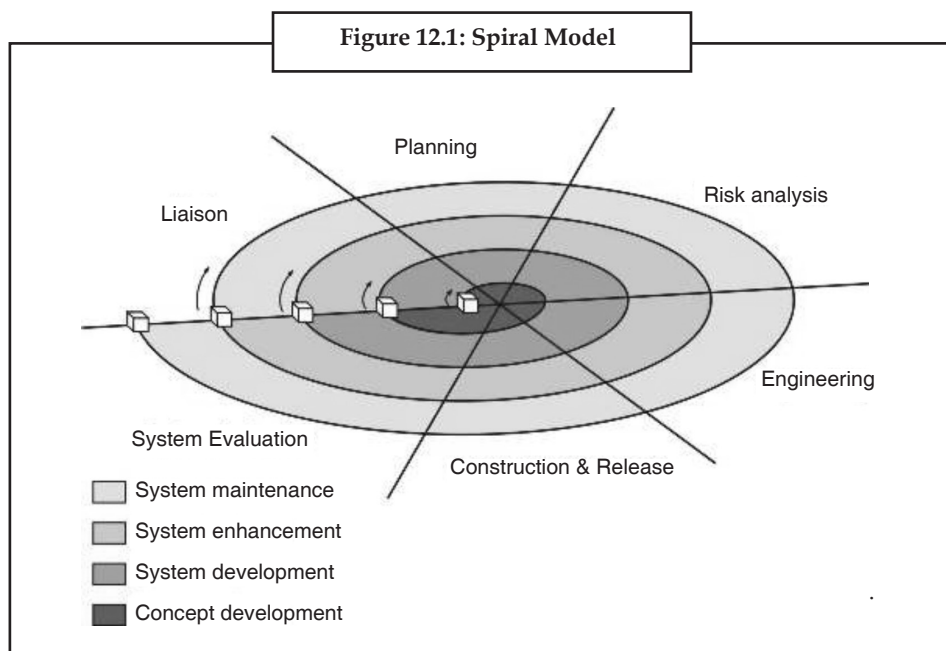 Figure 12.1: Spiral Model
Planning
Risk analysis
Liaison
Engineering
System Evaluation
Construction & Release
System maintenance
System enhancement
System development
Concept development
.